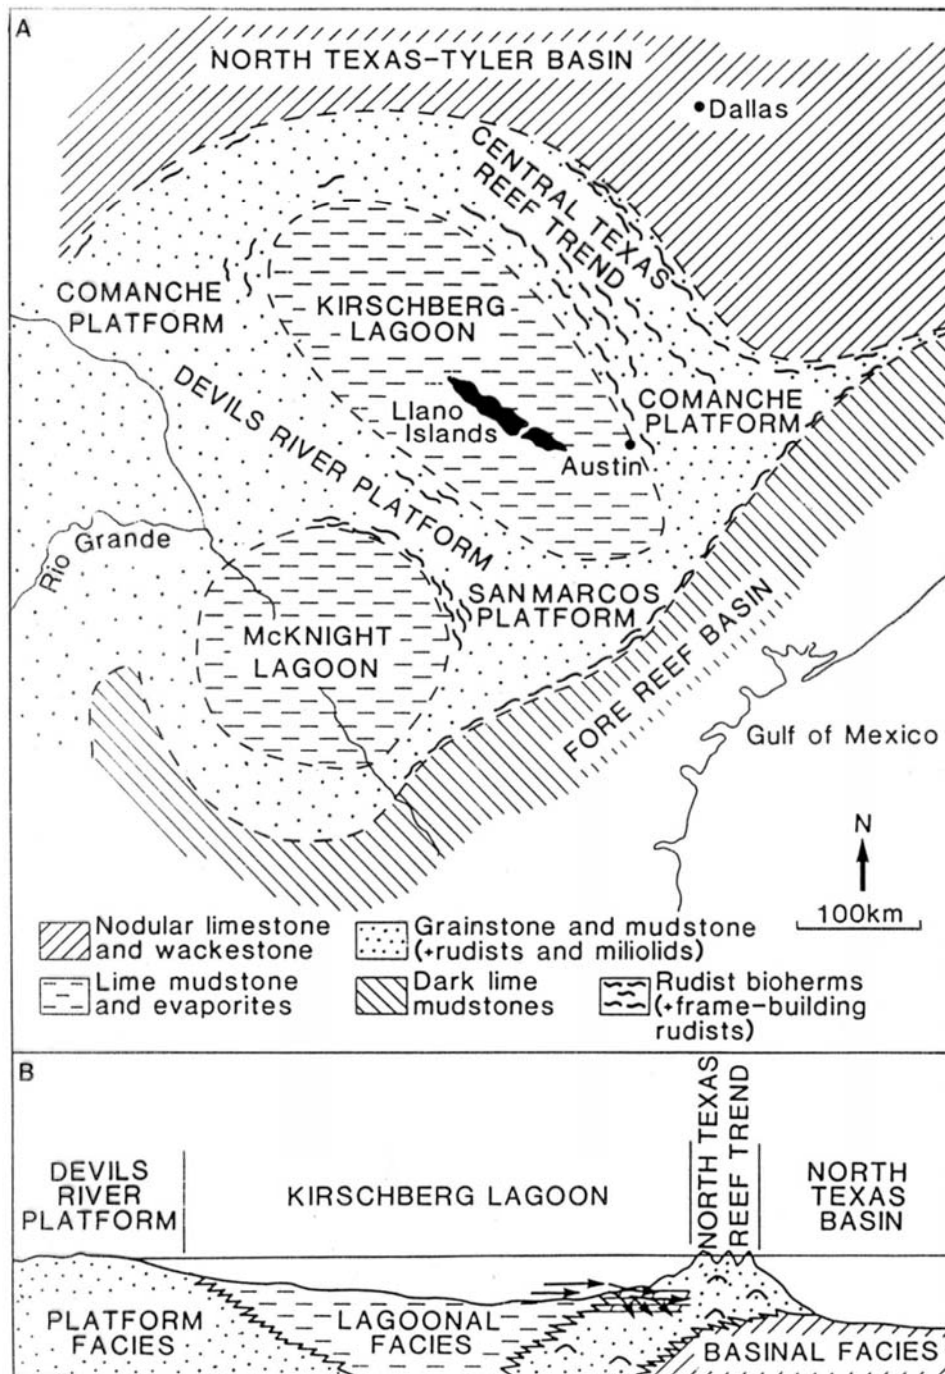 A
NORTH TEXAS-TYLER BASIN
Dallas
CENTRAL TEXAS
REEF TREND
COMANCHE
PLATFORM
KIRSCHBERG
LAGOON
DEVILS RIVER PLATFORM
Llano
Islands
COMANCHE
PLATFORM
Austin
Rio Grande
SAN MARCOS
PLATFORM
McKNIGHT
LAGOON
FORE REEF BASIN
Gulf of Mexico
N
100km
Nodular limestone
and wackestone
Grainstone and mudstone
(+rudists and miliolids)
Lime mudstone
and evaporites
Dark lime
mudstones
Rudist bioherms
(+frame-building
rudists)
B
DEVILS
RIVER
PLATFORM
KIRSCHBERG LAGOON
NORTH TEXAS
REEF TREND
NORTH
TEXAS
BASIN
PLATFORM
FACIES
LAGOONAL
FACIES
BASINAL FACIES